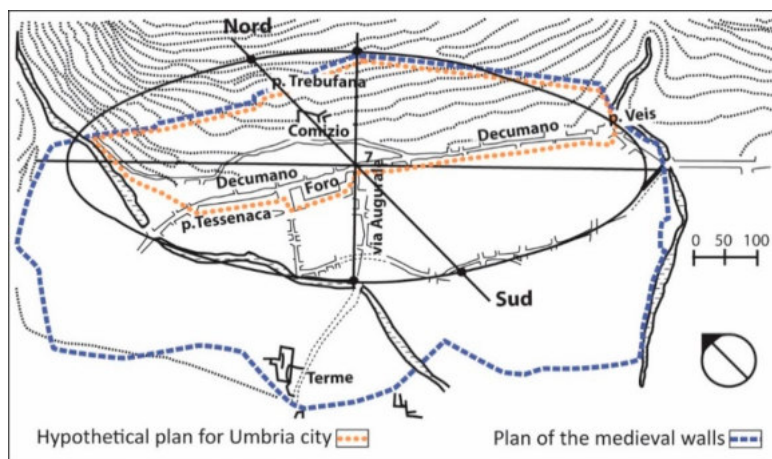 Nord
p. Trebufana
Comizio
p. Veis
Decumano
7
Decumano
Foro
via Augurale
p.Tessenaca
0 50 100
Sud
Terme
Hypothetical plan for Umbria city
Plan of the medieval walls